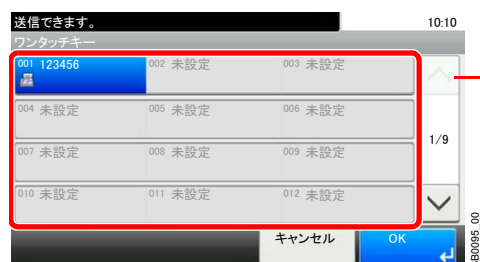 送信できます。 10:10
ワンタッチキー
001 123456 002 未設定 003 未設定
004 未設定 005 未設定 006 未設定
1/9
007 未設定 008 未設定 009 未設定
010 未設定 011 未設定 012 未設定
キャンセル OK
B0095_00